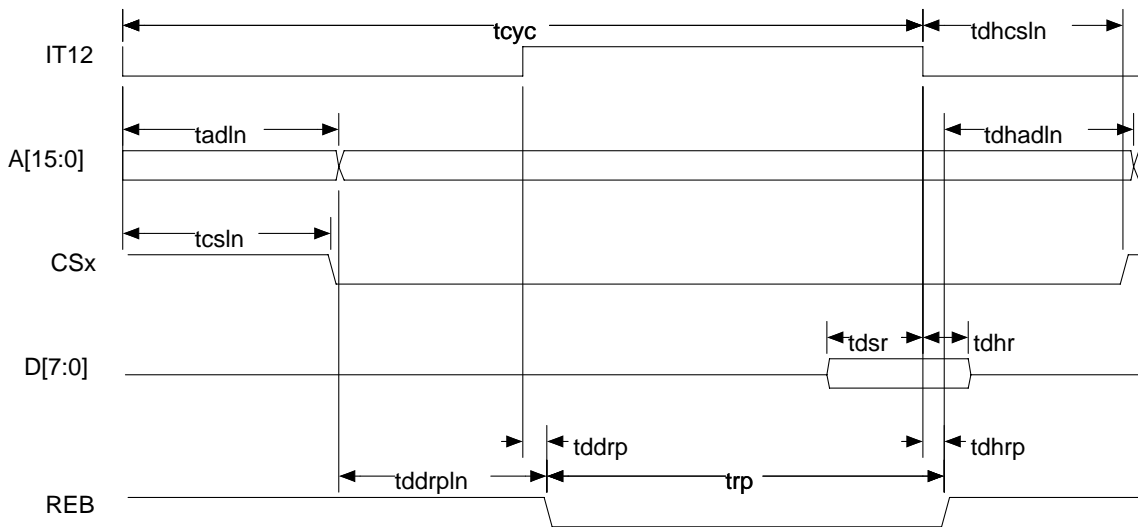 tcyc
tdhcsln
IT12
tadln
tdhadln
A[15:0]
tcsln
CSx
tdsr
tdhr
D[7:0]
tddrp
tdhrp
tddrpln
trp
REB